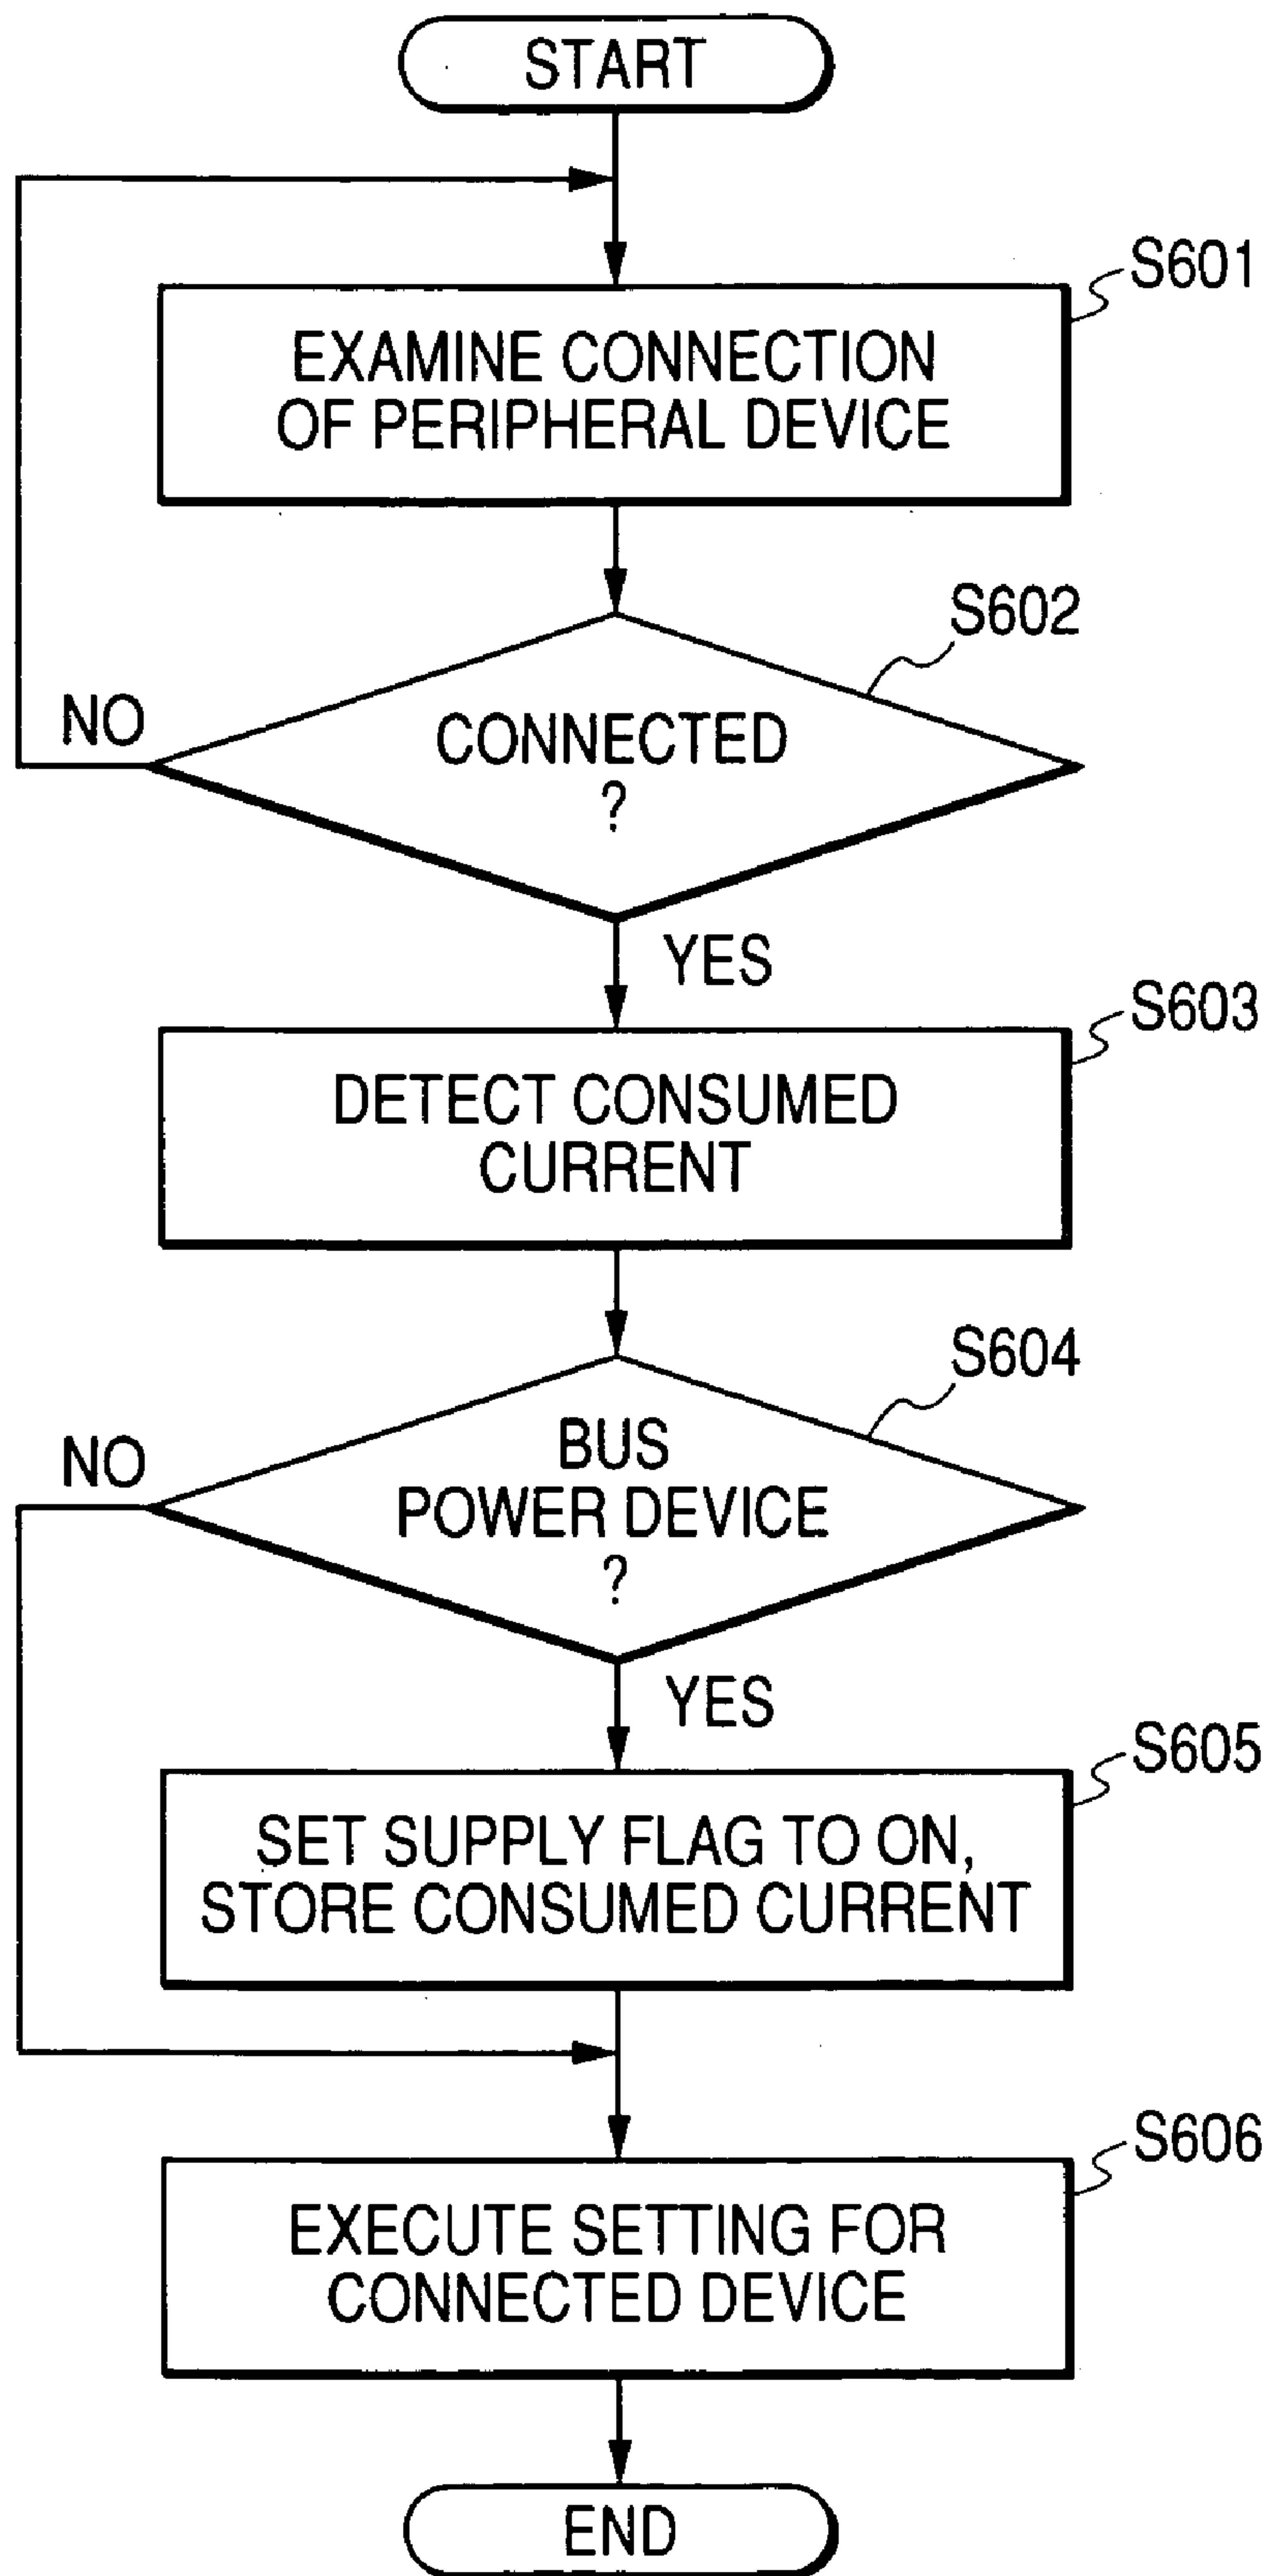 START
S601
EXAMINE CONNECTION
OF PERIPHERAL DEVICE
S602
NO
CONNECTED
?
YES
S603
DETECT CONSUMED
CURRENT
S604
NO
BUS
POWER DEVICE
?
YES
S605
SET SUPPLY FLAG TO ON,
STORE CONSUMED CURRENT
S606
EXECUTE SETTING FOR
CONNECTED DEVICE
END